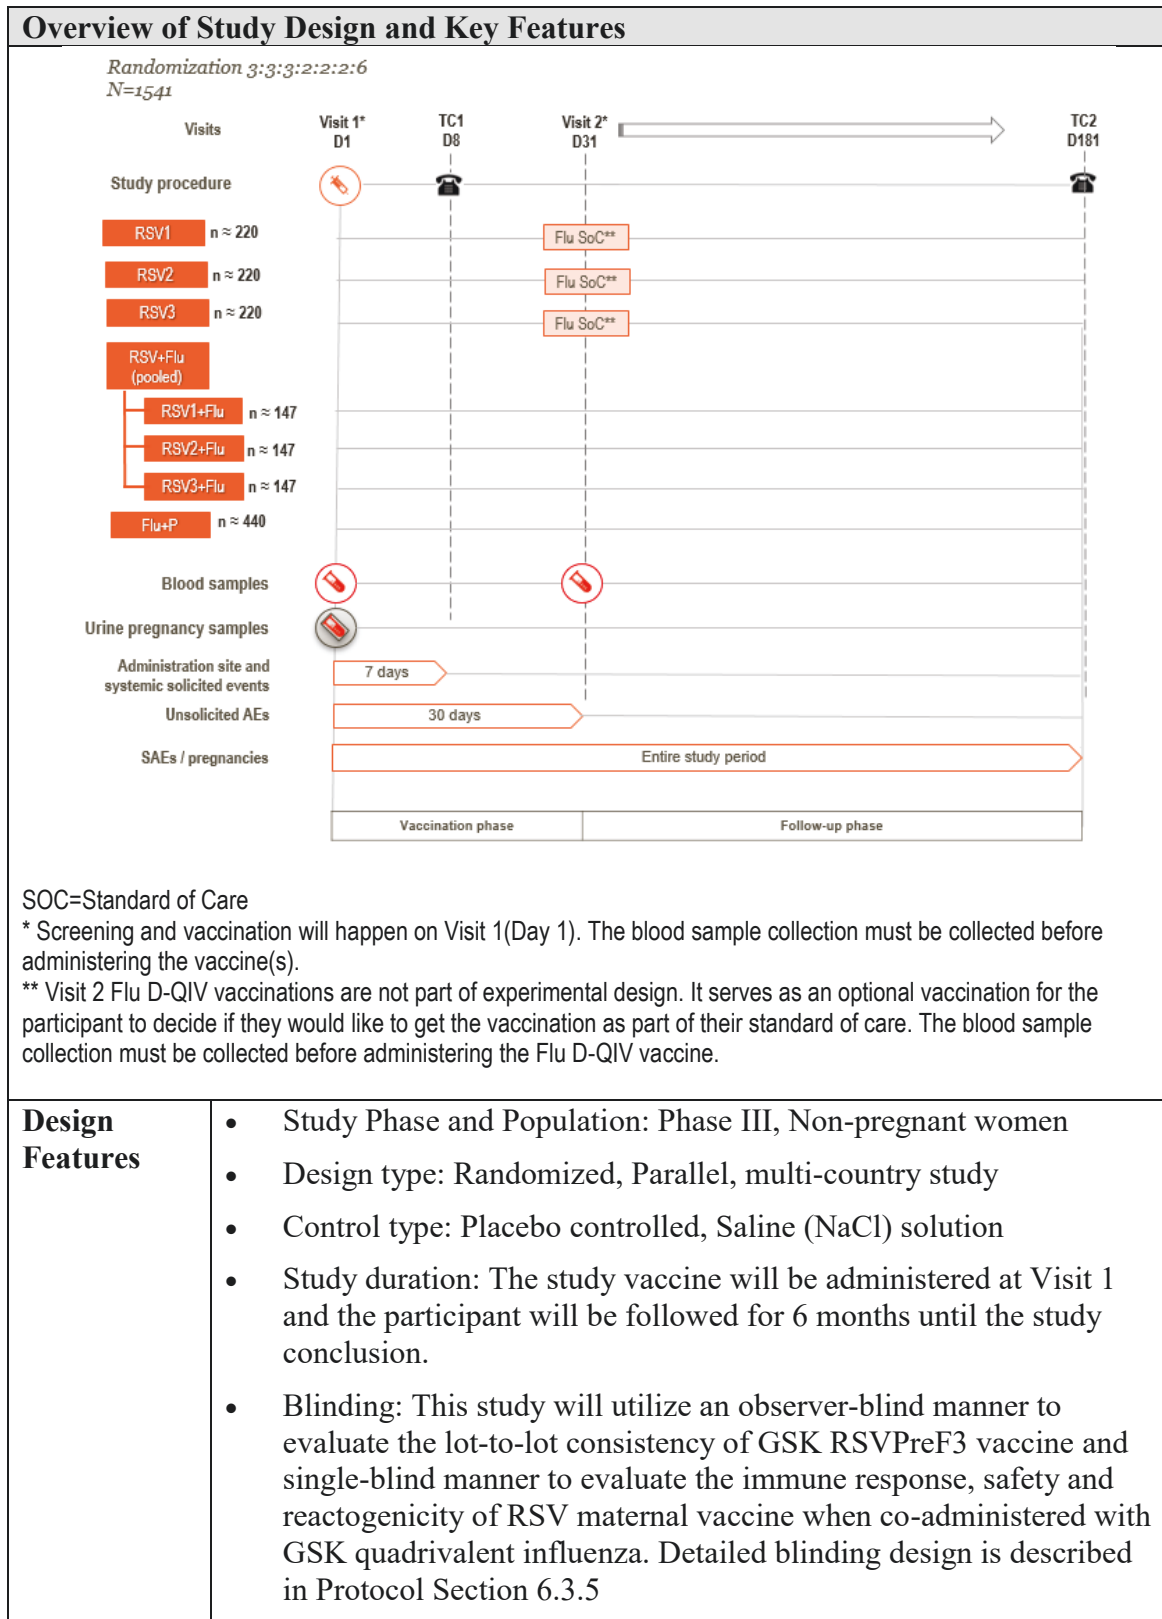 Overview of Study Design and Key Features
Randomization 3:3:3:2:2:2:6
N=1541
Visits
Visit 1*
D1
TC1
D8
Visit 2*
D31
TC2
D181
Study procedure
RSV1 n ≈ 220
Flu SoC**
RSV2 n ≈ 220
Flu SoC**
RSV3 n ≈ 220
Flu SoC**
RSV+Flu
(pooled)
RSV1+Flu n ≈ 147
RSV2+Flu n ≈ 147
RSV3+Flu n ≈ 147
Flu+P n ≈ 440
Blood samples
Urine pregnancy samples
Administration site and
systemic solicited events
7 days
Unsolicited AEs
30 days
SAEs / pregnancies
Entire study period
Vaccination phase
Follow-up phase
SOC=Standard of Care
* Screening and vaccination will happen on Visit 1(Day 1). The blood sample collection must be collected before
administering the vaccine(s).
** Visit 2 Flu D-QIV vaccinations are not part of experimental design. It serves as an optional vaccination for the
participant to decide if they would like to get the vaccination as part of their standard of care. The blood sample
collection must be collected before administering the Flu D-QIV vaccine.
Design
Features
• Study Phase and Population: Phase III, Non-pregnant women
• Design type: Randomized, Parallel, multi-country study
• Control type: Placebo controlled, Saline (NaCl) solution
• Study duration: The study vaccine will be administered at Visit 1
and the participant will be followed for 6 months until the study
conclusion.
• Blinding: This study will utilize an observer-blind manner to
evaluate the lot-to-lot consistency of GSK RSVPreF3 vaccine and
single-blind manner to evaluate the immune response, safety and
reactogenicity of RSV maternal vaccine when co-administered with
GSK quadrivalent influenza. Detailed blinding design is described
in Protocol Section 6.3.5